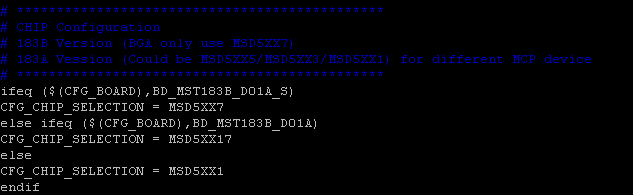 # ============================================
# CHIP Configuration
# 183B Version (BGA only use MSD5XX7)
# 183A Version (Could be MSD5XX5/MSD5XX3/MSD5XX1) for different MCP device
# ============================================
ifeq ($(CFG_BOARD),BD_MST183B_D01A_S)
CFG_CHIP_SELECTION = MSD5XX7
else ifeq ($(CFG_BOARD),BD_MST183B_D01A)
CFG_CHIP_SELECTION = MSD5XX17
else
CFG_CHIP_SELECTION = MSD5XX1
endif